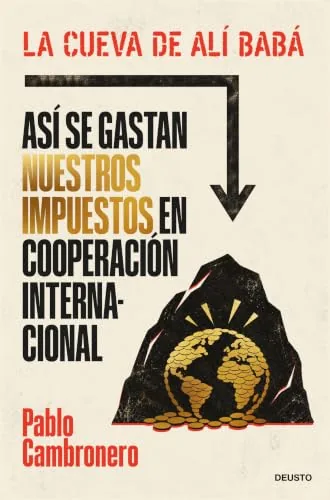 LA CUEVA DE ALÍ BABÁ
ASÍ SE GASTAN
NUESTROS
IMPUESTOS EN
COOPERACIÓN
INTERNA-
CIONAL
Pablo
Cambronero
DEUSTO